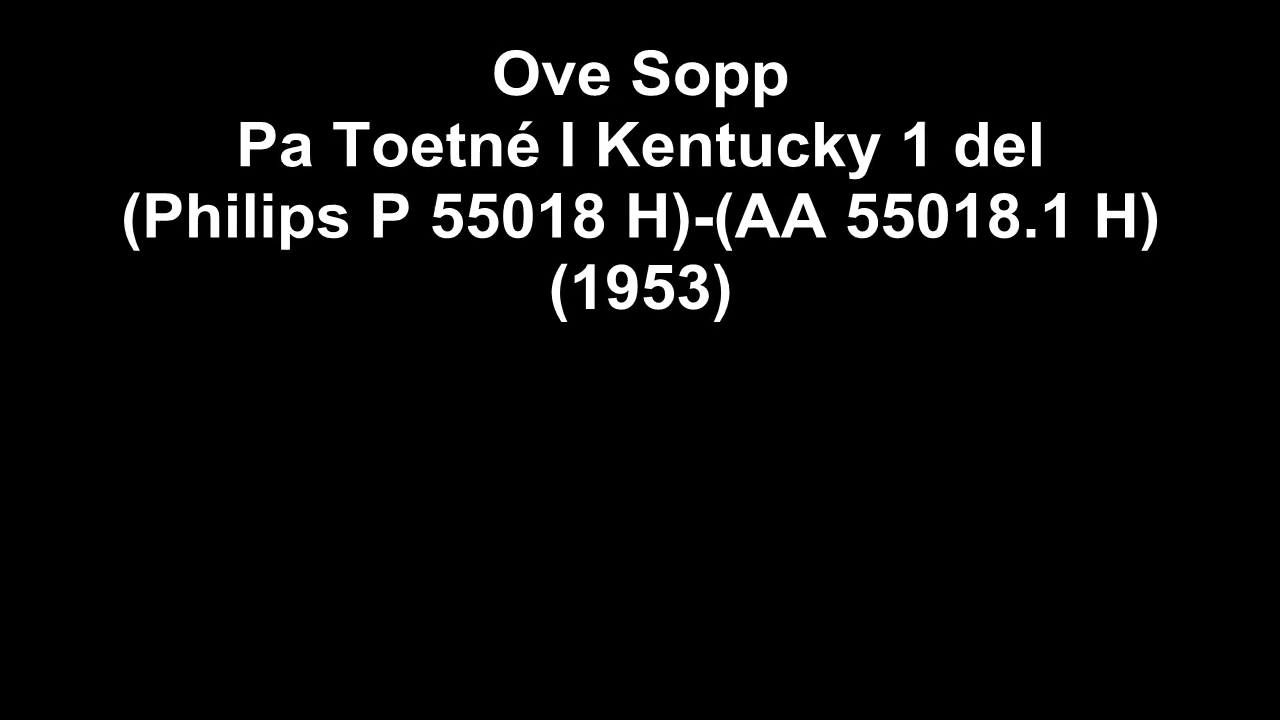 Ove Sopp
Pa Toetné I Kentucky 1 del
(Philips P 55018 H)-(AA 55018.1 H)
(1953)